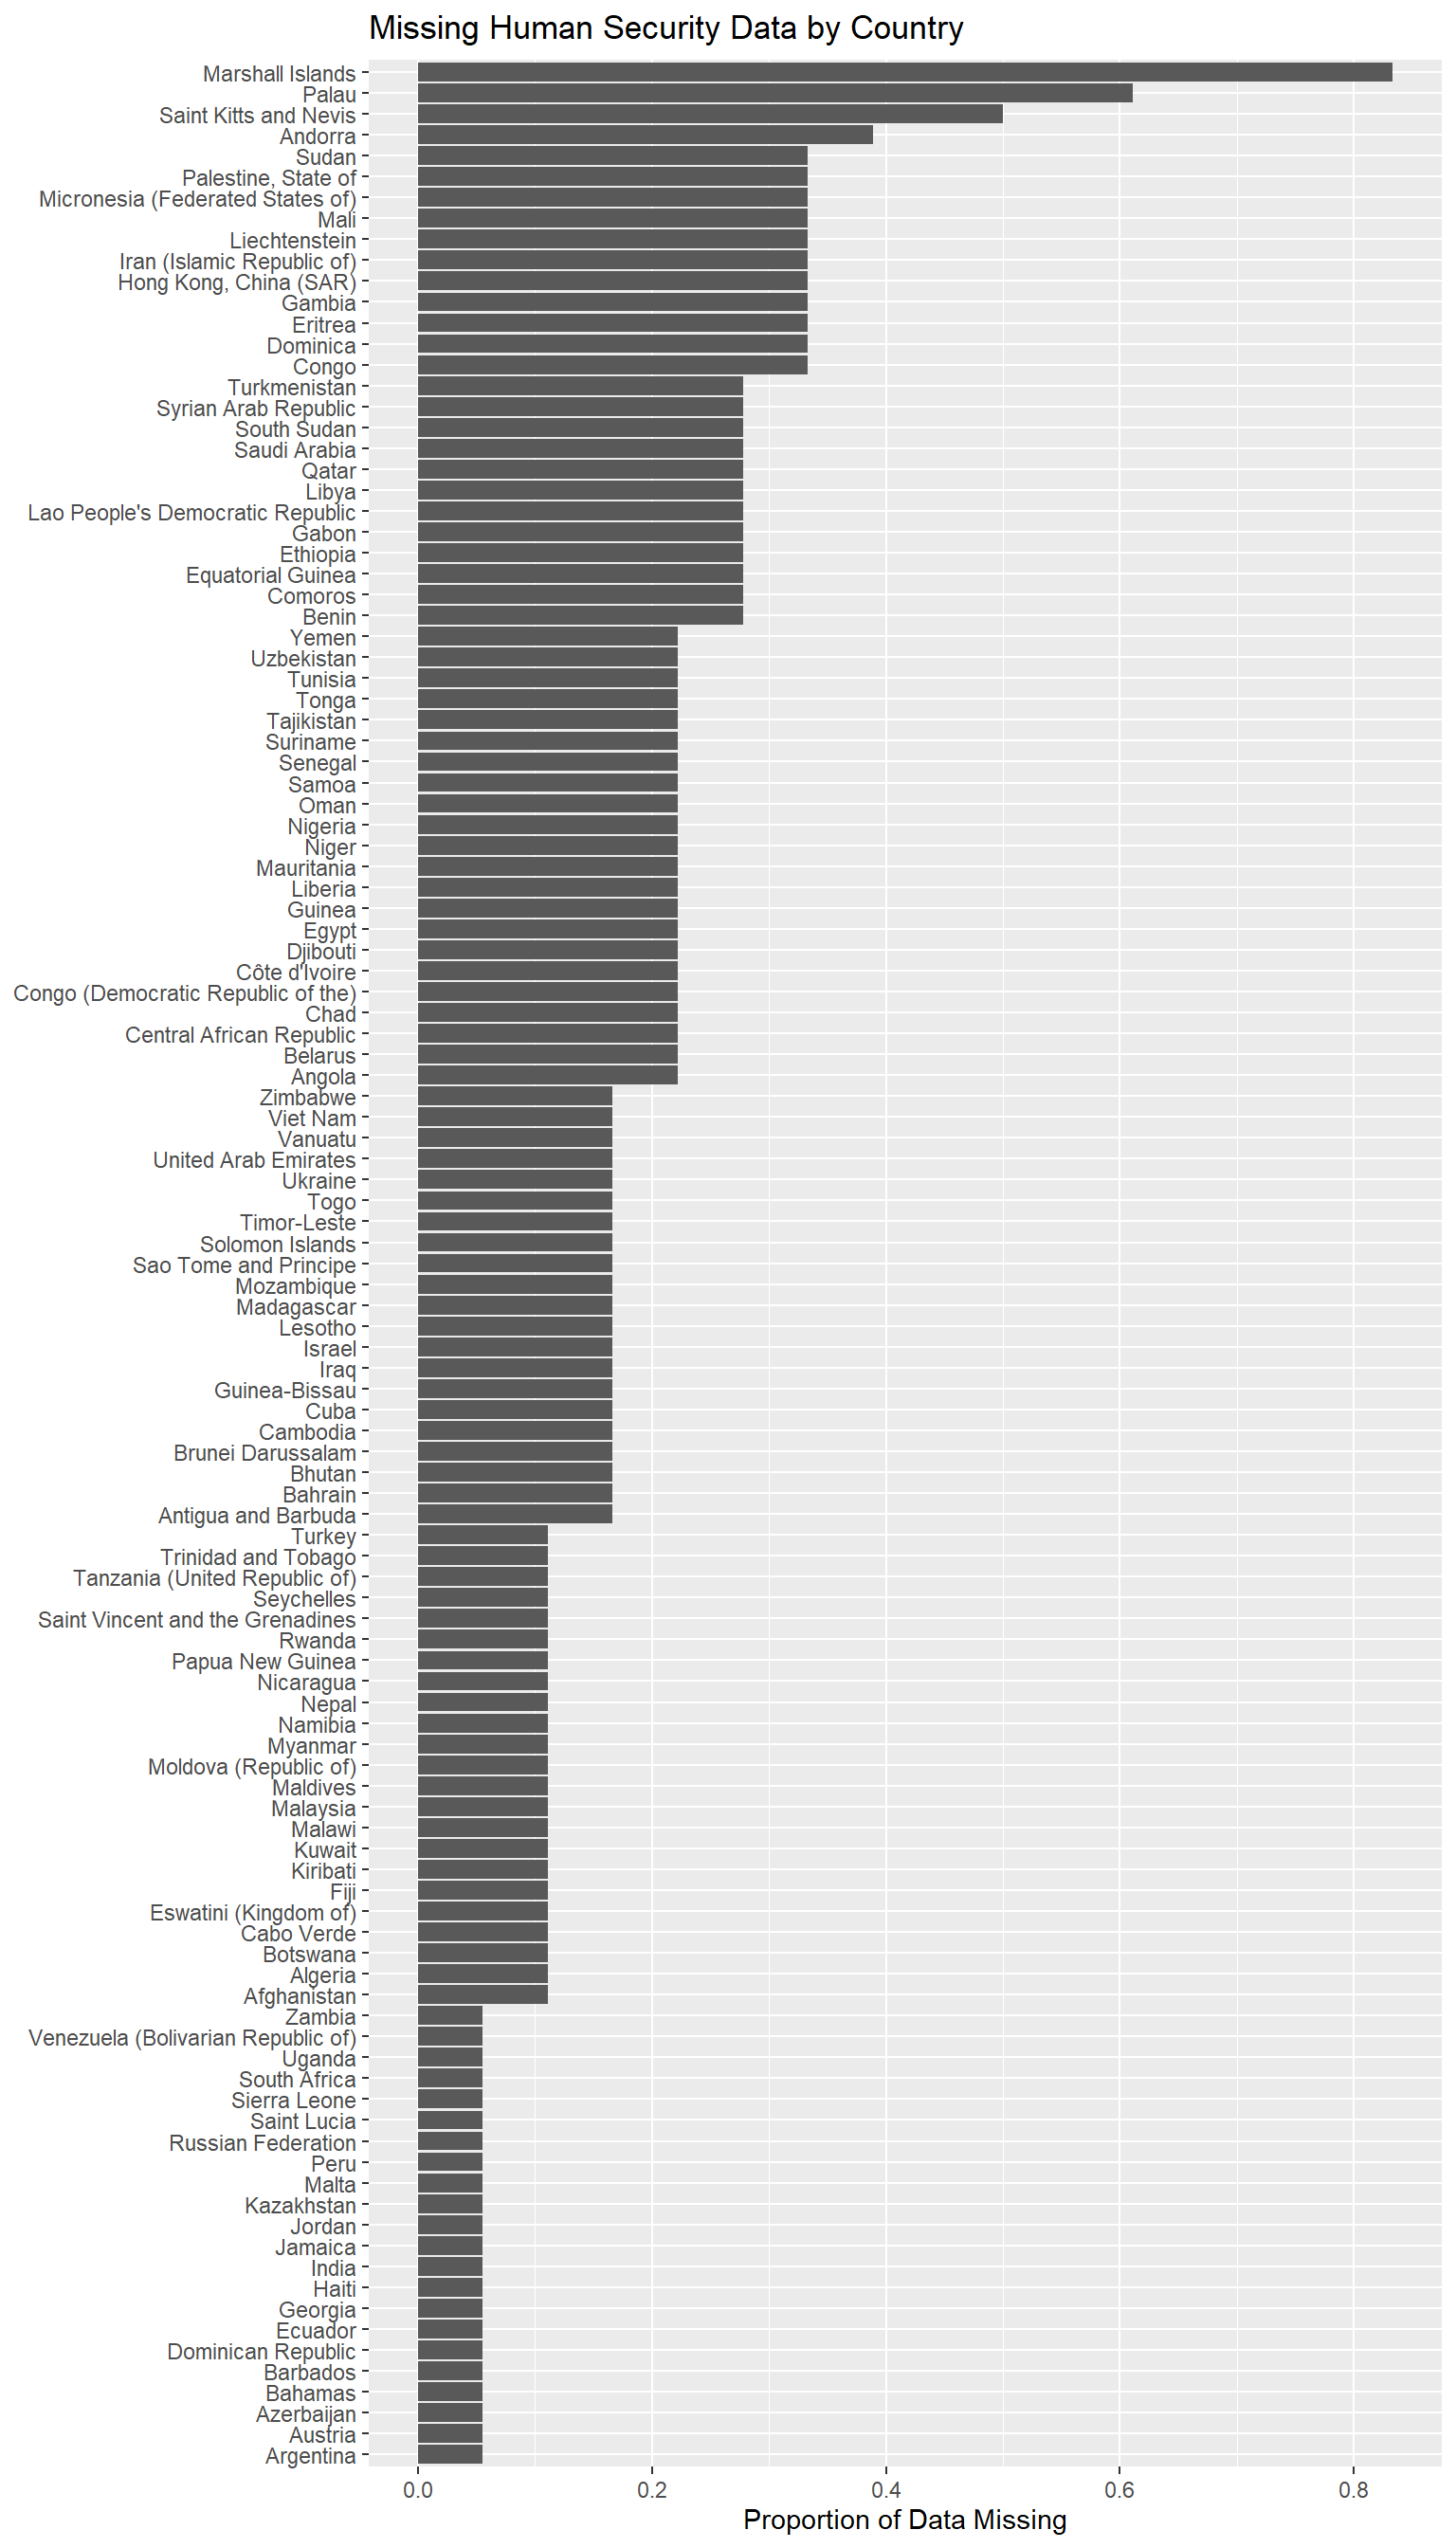 Missing Human Security Data by Country
Marshall Islands
Palau
Saint Kitts and Nevis
Andorra
Sudan
Palestine, State of
Micronesia (Federated States of)
Mali
Liechtenstein
Iran (Islamic Republic of)
Hong Kong, China (SAR)
Gambia
Eritrea
Dominica
Congo
Turkmenistan
Syrian Arab Republic
South Sudan
Saudi Arabia
Qatar
Libya
Lao People's Democratic Republic
Gabon
Ethiopia
Equatorial Guinea
Comoros
Benin
Yemen
Uzbekistan
Tunisia
Tonga
Tajikistan
Suriname
Senegal
Samoa
Oman
Nigeria
Niger
Mauritania
Liberia
Guinea
Egypt
Djibouti
Côte d'Ivoire
Congo (Democratic Republic of the)
Chad
Central African Republic
Belarus
Angola
Zimbabwe
Viet Nam
Vanuatu
United Arab Emirates
Ukraine
Togo
Timor-Leste
Solomon Islands
Sao Tome and Principe
Mozambique
Madagascar
Lesotho
Israel
Iraq
Guinea-Bissau
Cuba
Cambodia
Brunei Darussalam
Bhutan
Bahrain
Antigua and Barbuda
Turkey
Trinidad and Tobago
Tanzania (United Republic of)
Seychelles
Saint Vincent and the Grenadines
Rwanda
Papua New Guinea
Nicaragua
Nepal
Namibia
Myanmar
Moldova (Republic of)
Maldives
Malaysia
Malawi
Kuwait
Kiribati
Fiji
Eswatini (Kingdom of)
Cabo Verde
Botswana
Algeria
Afghanistan
Zambia
Venezuela (Bolivarian Republic of)
Uganda
South Africa
Sierra Leone
Saint Lucia
Russian Federation
Peru
Malta
Kazakhstan
Jordan
Jamaica
India
Haiti
Georgia
Ecuador
Dominican Republic
Barbados
Bahamas
Azerbaijan
Austria
Argentina
0.0 0.2 0.4 0.6 0.8
Proportion of Data Missing